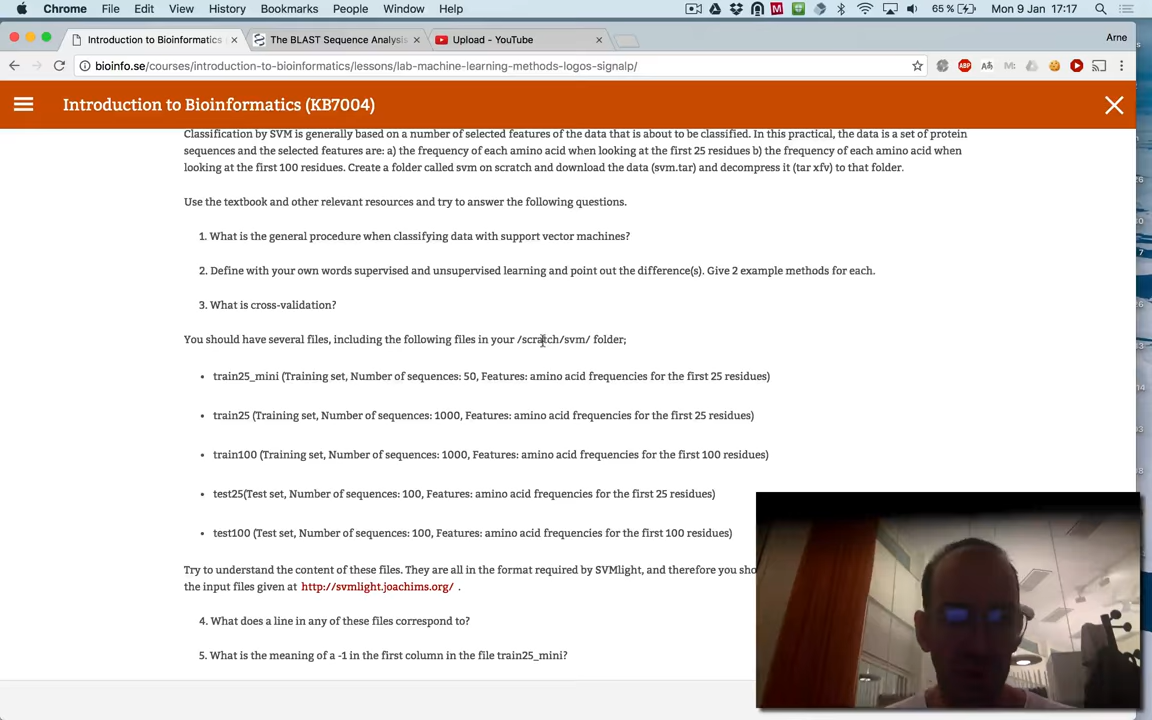 Chrome File Edit View History Bookmarks People Window Help 65 % Mon 9 Jan 17:17
Introduction to Bioinformatics The BLAST Sequence Analysis Upload - YouTube Arne
bioinfo.se/courses/introduction-to-bioinformatics/lessons/lab-machine-learning-methods-logos-signalp/
Introduction to Bioinformatics (KB7004)
Classification by SVM is generally based on a number of selected features of the data that is about to be classified. In this practical, the data is a set of protein
sequences and the selected features are: a) the frequency of each amino acid when looking at the first 25 residues b) the frequency of each amino acid when
looking at the first 100 residues. Create a folder called svm on scratch and download the data (svm.tar) and decompress it (tar xfv) to that folder.
Use the textbook and other relevant resources and try to answer the following questions.
1. What is the general procedure when classifying data with support vector machines?
2. Define with your own words supervised and unsupervised learning and point out the difference(s). Give 2 example methods for each.
3. What is cross-validation?
You should have several files, including the following files in your /scratch/svm/ folder;
• train25_mini (Training set, Number of sequences: 50, Features: amino acid frequencies for the first 25 residues)
• train25 (Training set, Number of sequences: 1000, Features: amino acid frequencies for the first 25 residues)
• train100 (Training set, Number of sequences: 1000, Features: amino acid frequencies for the first 100 residues)
• test25(Test set, Number of sequences: 100, Features: amino acid frequencies for the first 25 residues)
• test100 (Test set, Number of sequences: 100, Features: amino acid frequencies for the first 100 residues)
Try to understand the content of these files. They are all in the format required by SVMlight, and therefore you sho
the input files given at http://svmlight.joachims.org/ .
4. What does a line in any of these files correspond to?
5. What is the meaning of a -1 in the first column in the file train25_mini?